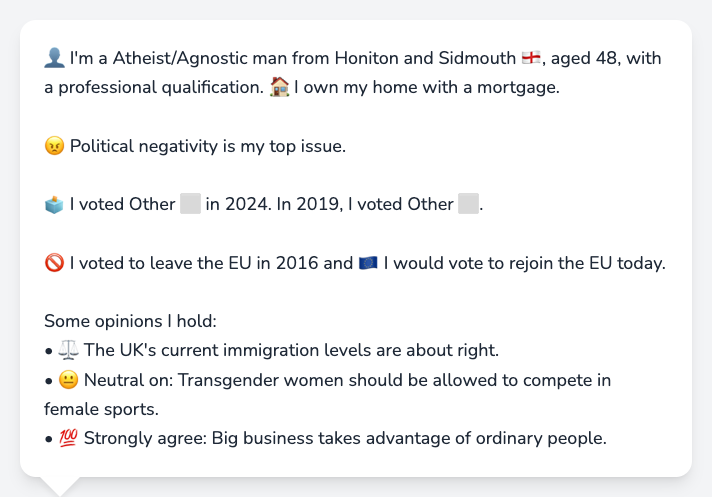 👤 I'm a Atheist/Agnostic man from Honiton and Sidmouth 🏴󠁧󠁢󠁥󠁮󠁧󠁿, aged 48, with
a professional qualification. 🏠 I own my home with a mortgage.
😠 Political negativity is my top issue.
🗳️ I voted Other ⬜ in 2024. In 2019, I voted Other ⬜.
🚫 I voted to leave the EU in 2016 and 🇪🇺 I would vote to rejoin the EU today.
Some opinions I hold:
• ⚖️ The UK's current immigration levels are about right.
• 😐 Neutral on: Transgender women should be allowed to compete in
female sports.
• 💯 Strongly agree: Big business takes advantage of ordinary people.